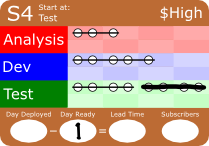 S4 Start at: Test $High
Analysis
Dev
Test
Day Deployed Day Ready Lead Time Subscribers
– 1 =